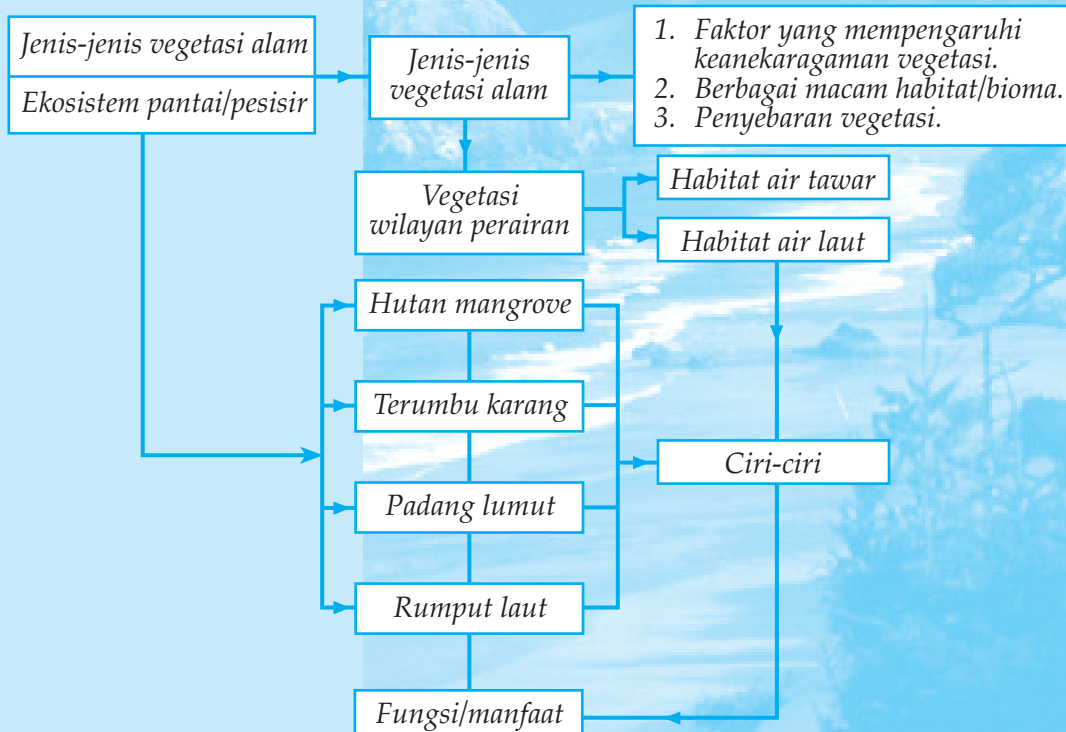 Jenis-jenis vegetasi alam
Ekosistem pantai/pesisir
Jenis-jenis
vegetasi alam
1. Faktor yang mempengaruhi
keanekaragaman vegetasi.
2. Berbagai macam habitat/bioma.
3. Penyebaran vegetasi.
Vegetasi
wilayan perairan
Habitat air tawar
Habitat air laut
Hutan mangrove
Terumbu karang
Padang lumut
Rumput laut
Ciri-ciri
Fungsi/manfaat